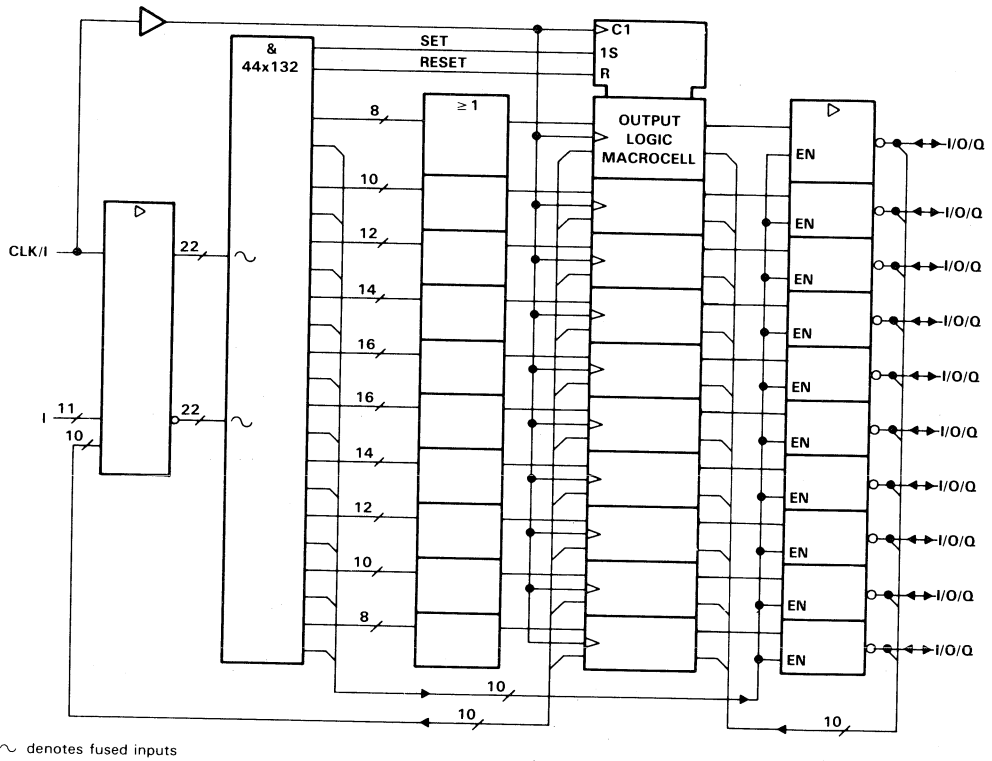 C1
1S
R
SET
RESET
&
44x132
≥ 1
8
10
12
14
16
16
14
12
10
8
OUTPUT
LOGIC
MACROCELL
▷
EN
EN
EN
EN
EN
EN
EN
EN
EN
EN
I/O/Q
I/O/Q
I/O/Q
I/O/Q
I/O/Q
I/O/Q
I/O/Q
I/O/Q
I/O/Q
I/O/Q
▷
CLK/I
22
22
I
11
10
10
10
10
∿ denotes fused inputs